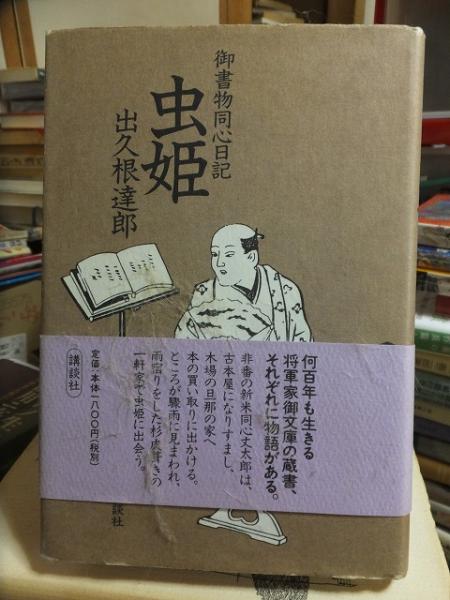 御書物同心日記
虫姫
出久根達郎
何百年も生きる
将軍家御文庫の蔵書、
それぞれに物語がある。
非番の新米同心丈太郎は、
古本屋になりすまし、
木場の旦那の家へ
本の買い取りに出かける。
ところが驟雨に見まわれ、
雨宿りをした杉皮葺きの
一軒家で虫姫に出会う。
定価:本体一八〇〇円(税別)
講談社
談社